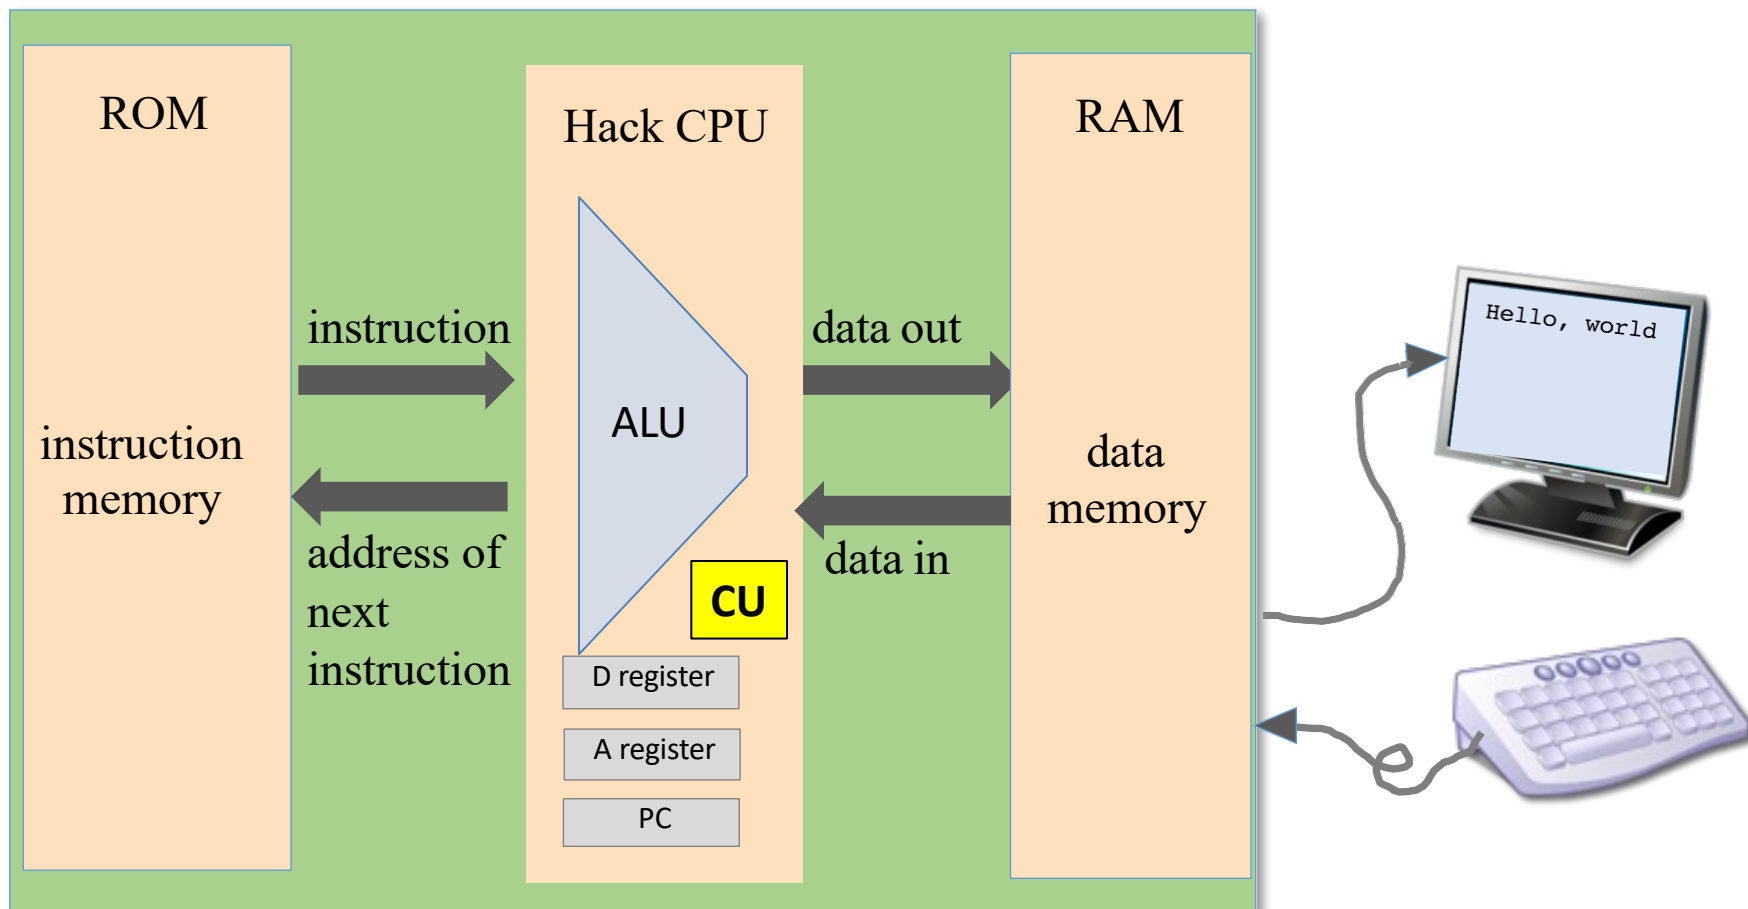 ROM
instruction
memory
instruction
address of
next
instruction
Hack CPU
ALU
CU
D register
A register
PC
data out
data in
RAM
data
memory
Hello, world